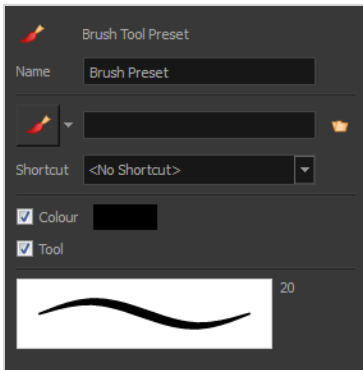 Brush Tool Preset
Name Brush Preset
Shortcut <No Shortcut>
Colour
Tool
20